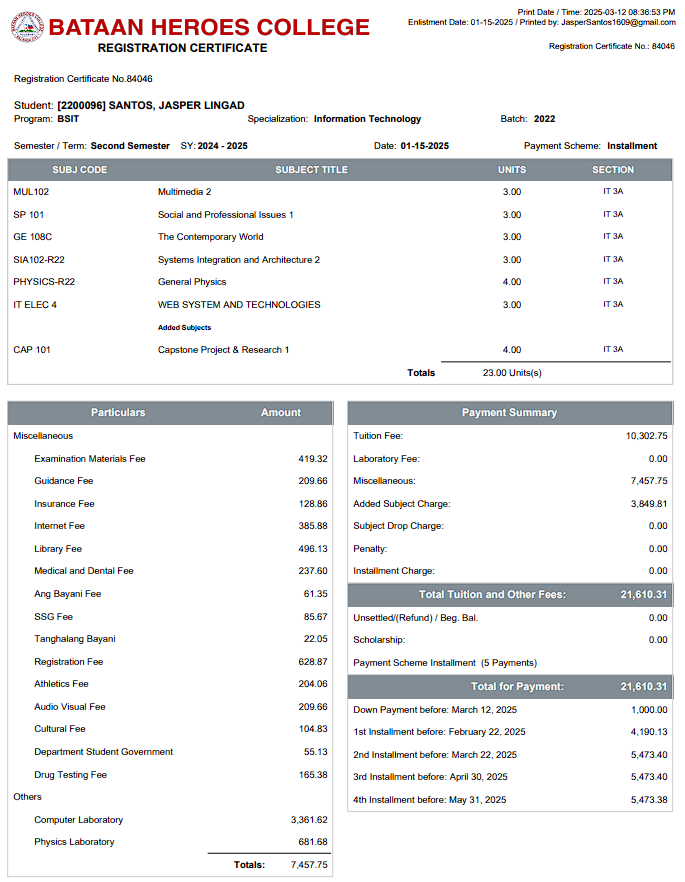 BATAAN HEROES COLLEGE
REGISTRATION CERTIFICATE
Print Date / Time: 2025-03-12 08:36:53 PM
Enlistment Date: 01-15-2025 / Printed by: JasperSantos1609@gmail.com
Registration Certificate No.: 84046
Registration Certificate No.84046
Student: [2200096] SANTOS, JASPER LINGAD
Program: BSIT Specialization: Information Technology Batch: 2022
Semester / Term: Second Semester SY: 2024 - 2025 Date: 01-15-2025 Payment Scheme: Installment
SUBJ CODE SUBJECT TITLE UNITS SECTION
MUL102 Multimedia 2 3.00 IT 3A
SP 101 Social and Professional Issues 1 3.00 IT 3A
GE 108C The Contemporary World 3.00 IT 3A
SIA102-R22 Systems Integration and Architecture 2 3.00 IT 3A
PHYSICS-R22 General Physics 4.00 IT 3A
IT ELEC 4 WEB SYSTEM AND TECHNOLOGIES 3.00 IT 3A
Added Subjects
CAP 101 Capstone Project & Research 1 4.00 IT 3A
Totals 23.00 Units(s)
Particulars Amount
Miscellaneous
Examination Materials Fee 419.32
Guidance Fee 209.66
Insurance Fee 128.86
Internet Fee 385.88
Library Fee 496.13
Medical and Dental Fee 237.60
Ang Bayani Fee 61.35
SSG Fee 85.67
Tanghalang Bayani 22.05
Registration Fee 628.87
Athletics Fee 204.06
Audio Visual Fee 209.66
Cultural Fee 104.83
Department Student Government 55.13
Drug Testing Fee 165.38
Others
Computer Laboratory 3,361.62
Physics Laboratory 681.68
Totals: 7,457.75
Payment Summary
Tuition Fee: 10,302.75
Laboratory Fee: 0.00
Miscellaneous: 7,457.75
Added Subject Charge: 3,849.81
Subject Drop Charge: 0.00
Penalty: 0.00
Installment Charge: 0.00
Total Tuition and Other Fees: 21,610.31
Unsettled/(Refund) / Beg. Bal. 0.00
Scholarship: 0.00
Payment Scheme Installment (5 Payments)
Total for Payment: 21,610.31
Down Payment before: March 12, 2025 1,000.00
1st Installment before: February 22, 2025 4,190.13
2nd Installment before: March 22, 2025 5,473.40
3rd Installment before: April 30, 2025 5,473.40
4th Installment before: May 31, 2025 5,473.38